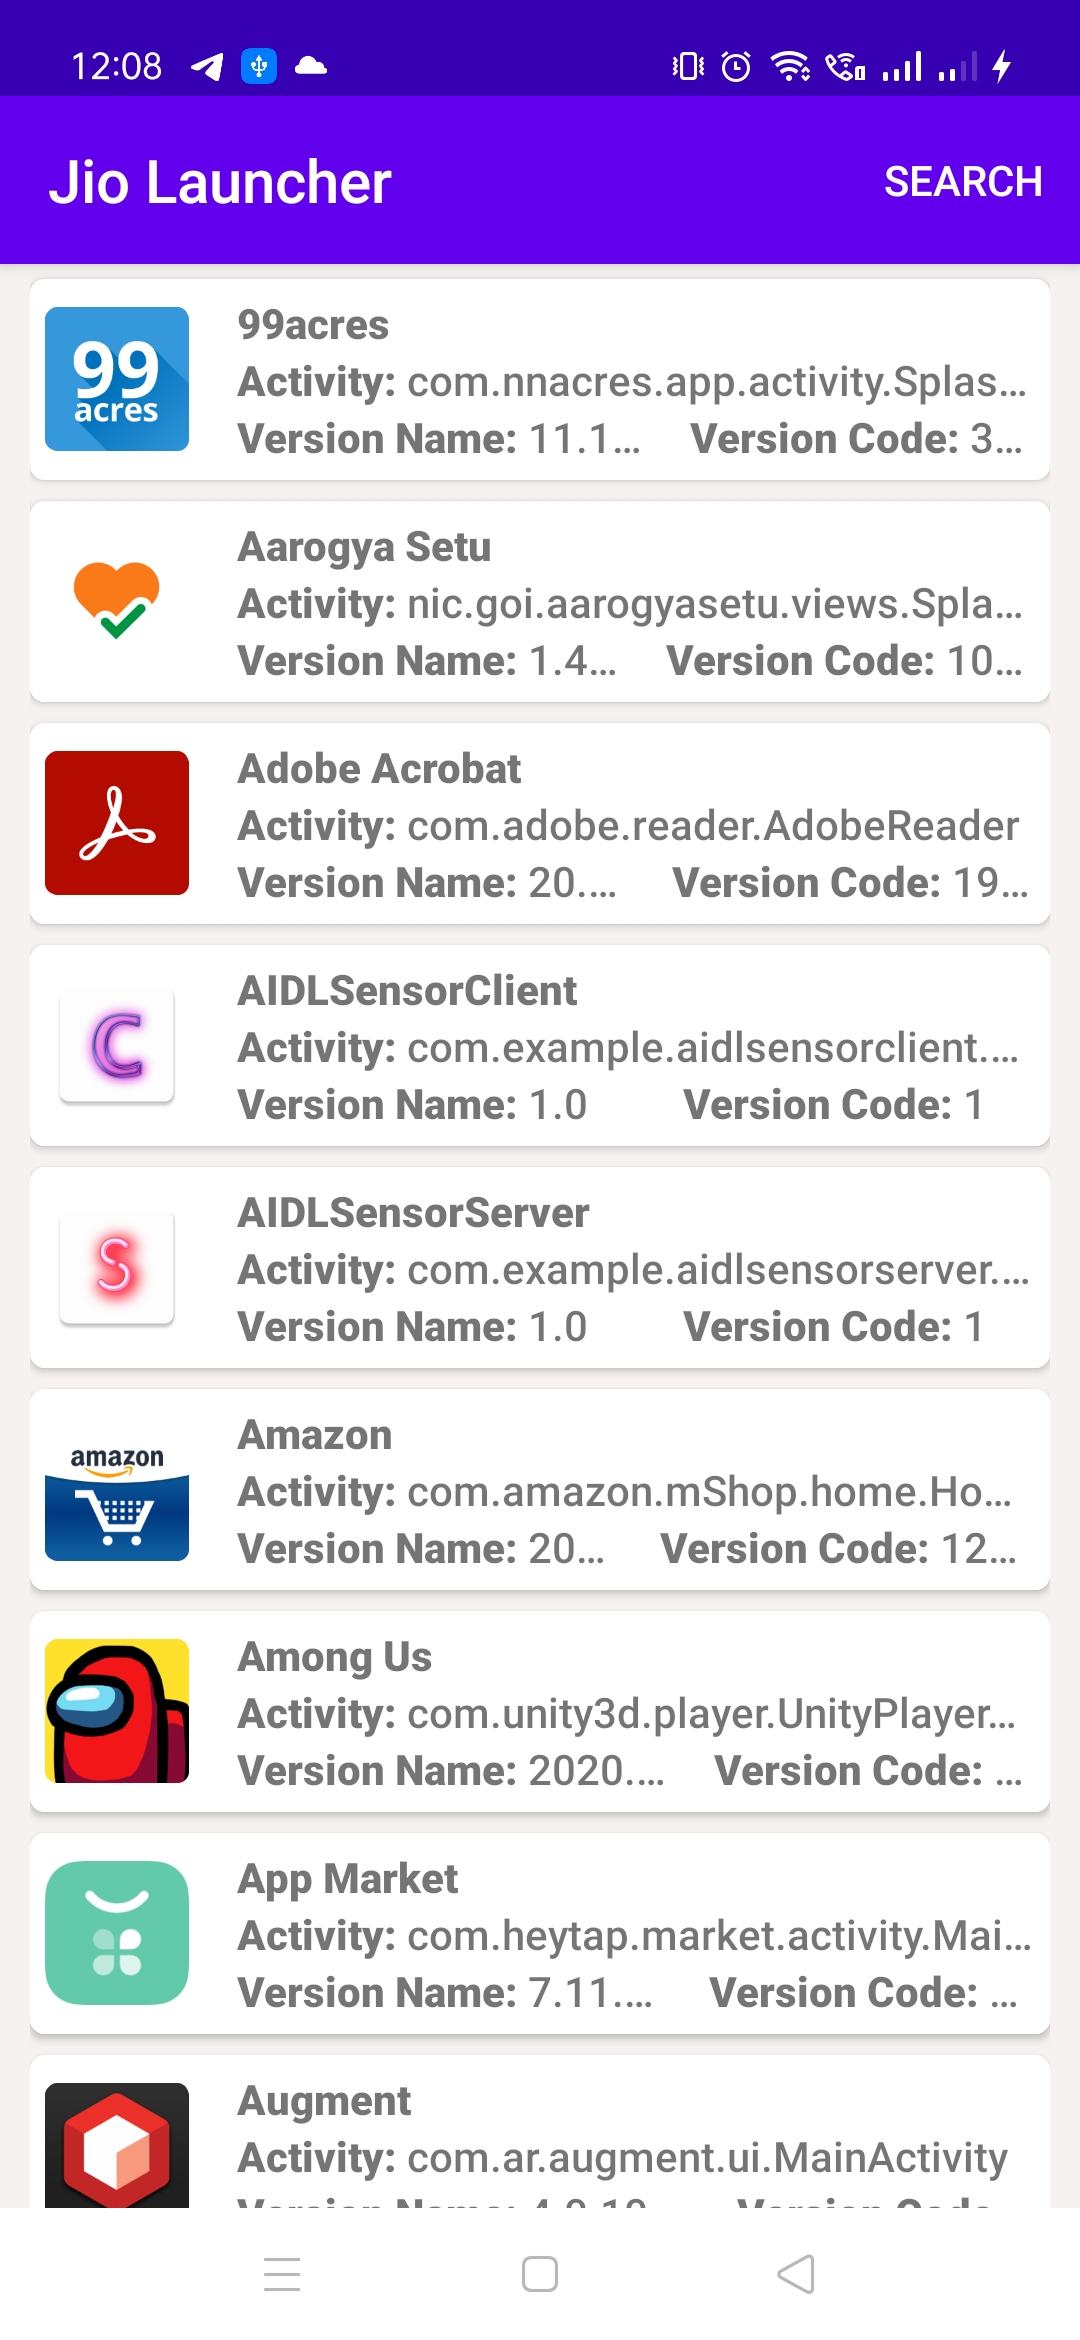 12:08
Jio Launcher SEARCH
99 acres
99acres
Activity: com.nnacres.app.activity.Splas...
Version Name: 11.1... Version Code: 3...
Aarogya Setu
Activity: nic.goi.aarogyasetu.views.Spla...
Version Name: 1.4... Version Code: 10...
Adobe Acrobat
Activity: com.adobe.reader.AdobeReader
Version Name: 20.... Version Code: 19...
C
AIDLSensorClient
Activity: com.example.aidlsensorclient....
Version Name: 1.0 Version Code: 1
S
AIDLSensorServer
Activity: com.example.aidlsensorserver....
Version Name: 1.0 Version Code: 1
amazon
Amazon
Activity: com.amazon.mShop.home.Ho...
Version Name: 20... Version Code: 12...
Among Us
Activity: com.unity3d.player.UnityPlayer...
Version Name: 2020.... Version Code: ...
App Market
Activity: com.heytap.market.activity.Mai...
Version Name: 7.11.... Version Code: ...
Augment
Activity: com.ar.augment.ui.MainActivity
Version Name: Version Code